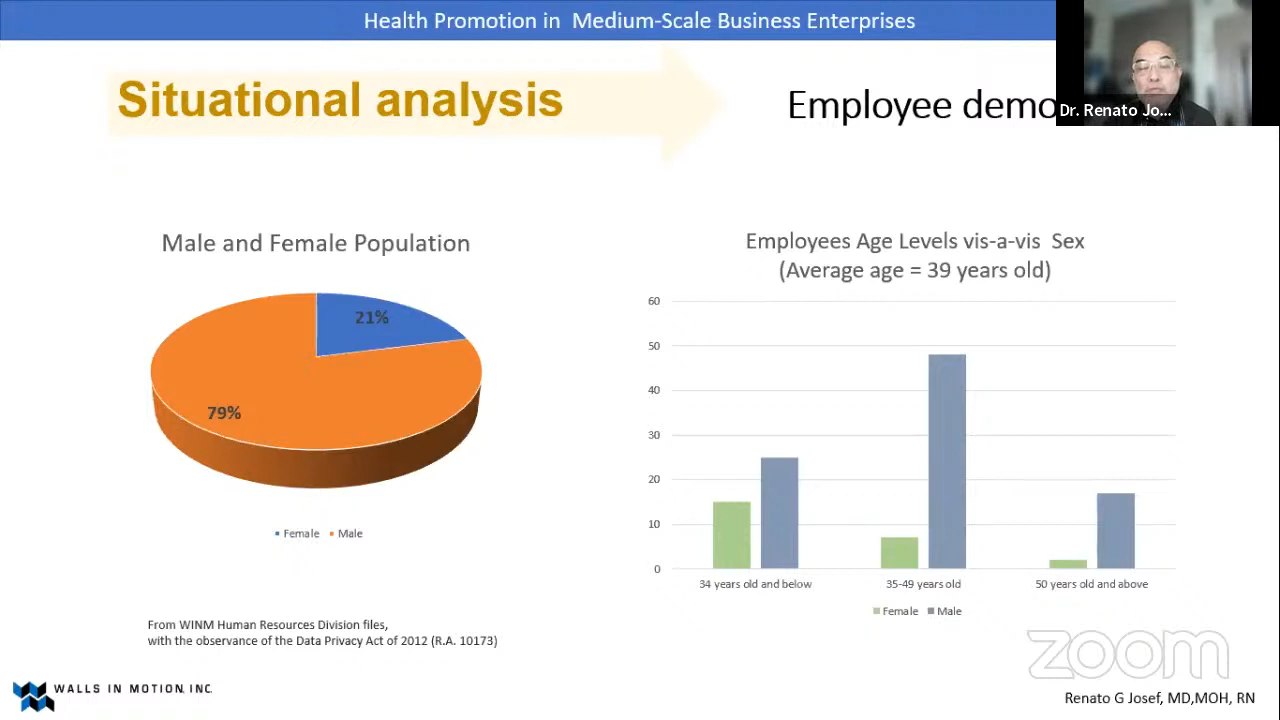 Health Promotion in Medium-Scale Business Enterprises
Situational analysis
Employee demo
Dr. Renato Jo...
Male and Female Population
21%
79%
Female Male
Employees Age Levels vis-a-vis Sex
(Average age = 39 years old)
60
50
40
30
20
10
0
34 years old and below 35-49 years old 50 years old and above
Female Male
From WINM Human Resources Division files,
with the observance of the Data Privacy Act of 2012 (R.A. 10173)
zoom
WALLS IN MOTION, INC.
Renato G Josef, MD,MOH, RN